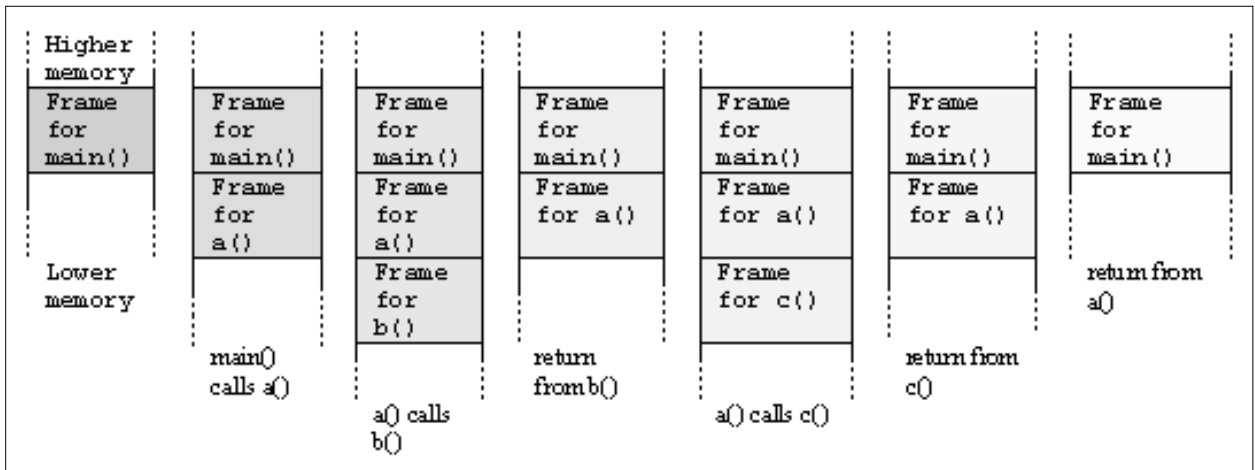 Higher
memory
Frame
for
main()
Lower
memory
Frame
for
main()
Frame
for
a()
main()
calls a()
Frame
for
main()
Frame
for
a()
Frame
for
b()
a() calls
b()
Frame
for
main()
Frame
for a()
return
from b()
Frame
for
main()
Frame
for a()
Frame
for c()
a() calls c()
Frame
for
main()
Frame
for a()
return from
c()
Frame
for
main()
return from
a()